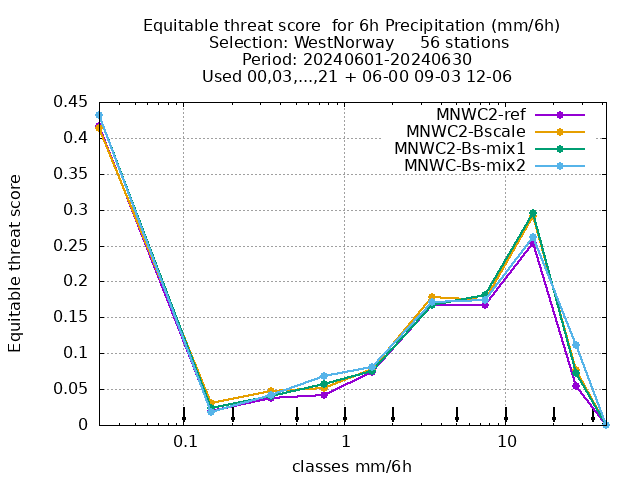 Equitable threat score  for 6h Precipitation (mm/6h)
Selection: WestNorway     56 stations
Period: 20240601-20240630
Used 00,03,...,21 + 06-00 09-03 12-06
MNWC2-ref
MNWC2-Bscale
MNWC2-Bs-mix1
MNWC-Bs-mix2
Equitable threat score
0.45
0.4
0.35
0.3
0.25
0.2
0.15
0.1
0.05
0
0.1 1 10
classes mm/6h